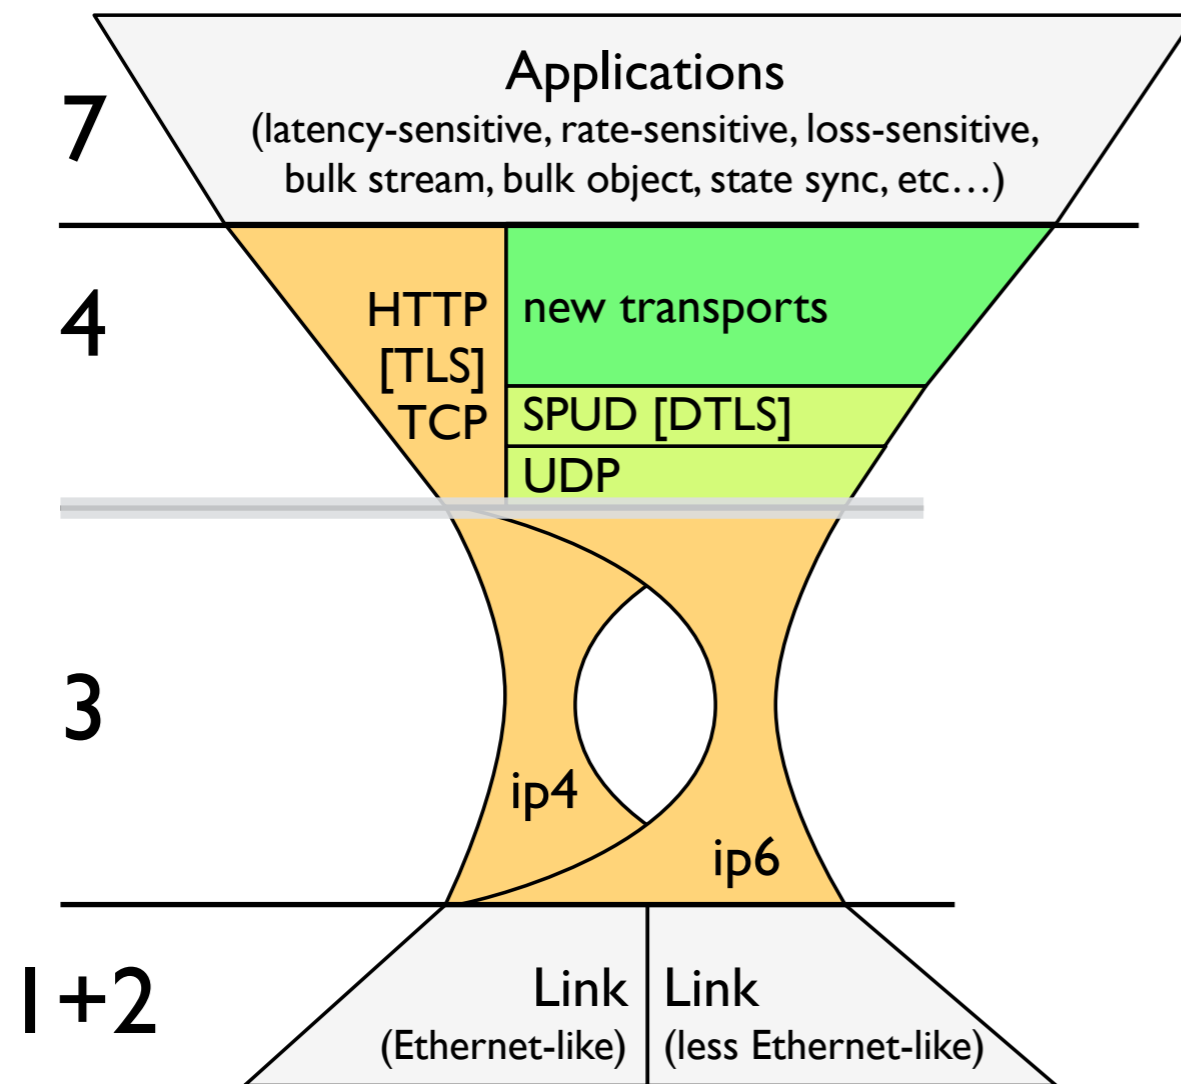 Applications
7
(latency-sensitive, rate-sensitive, loss-sensitive,
bulk stream, bulk object, state sync, etc…)
4
HTTP
[TLS]
TCP
new transports
SPUD [DTLS]
UDP
3
ip4
ip6
1+2
Link
(Ethernet-like)
Link
(less Ethernet-like)